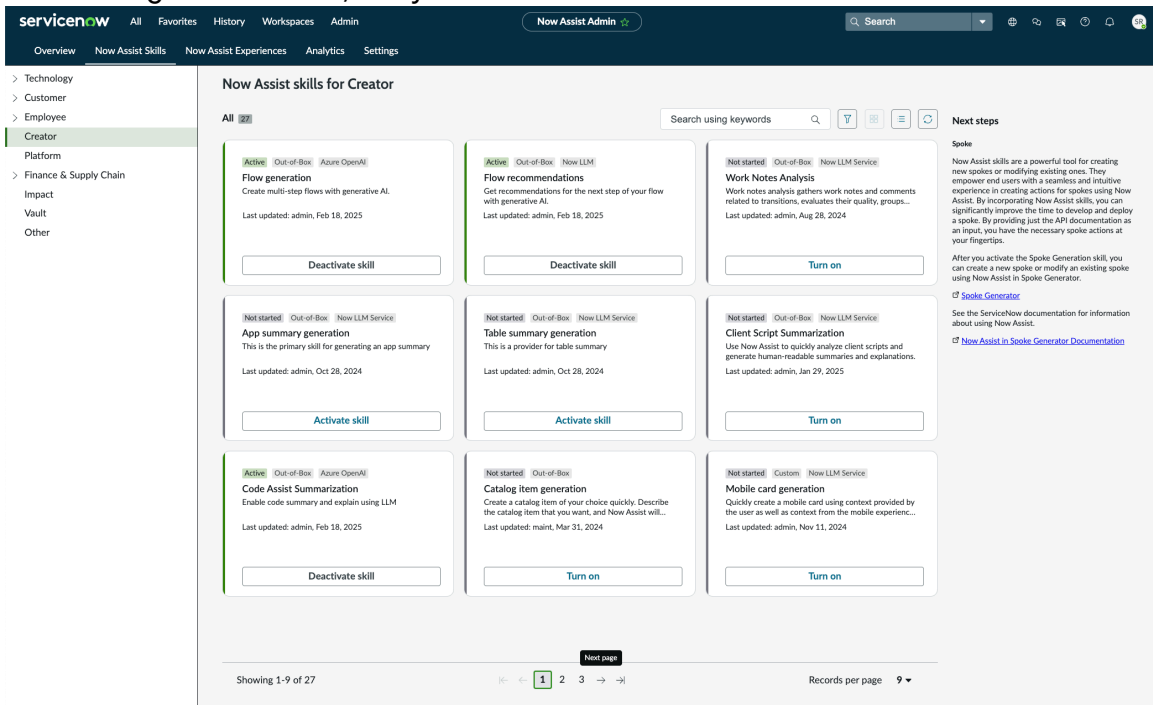 servicenow All Favorites History Workspaces Admin Now Assist Admin Search SR
Overview Now Assist Skills Now Assist Experiences Analytics Settings
Technology
Customer
Employee
Creator
Platform
Finance & Supply Chain
Impact
Vault
Other
Now Assist skills for Creator
All 27 Search using keywords
Active Out-of-Box Azure OpenAI
Flow generation
Create multi-step flows with generative AI.
Last updated: admin, Feb 18, 2025
Deactivate skill
Active Out-of-Box Now LLM
Flow recommendations
Get recommendations for the next step of your flow
with generative AI.
Last updated: admin, Feb 18, 2025
Deactivate skill
Not started Out-of-Box Now LLM Service
Work Notes Analysis
Work notes analysis gathers work notes and comments
related to transitions, evaluates their quality, groups...
Last updated: admin, Aug 28, 2024
Turn on
Not started Out-of-Box Now LLM Service
App summary generation
This is the primary skill for generating an app summary
Last updated: admin, Oct 28, 2024
Activate skill
Not started Out-of-Box Now LLM Service
Table summary generation
This is a provider for table summary
Last updated: admin, Oct 28, 2024
Activate skill
Not started Out-of-Box Now LLM Service
Client Script Summarization
Use Now Assist to quickly analyze client scripts and
generate human-readable summaries and explanations.
Last updated: admin, Jan 29, 2025
Turn on
Active Out-of-Box Azure OpenAI
Code Assist Summarization
Enable code summary and explain using LLM
Last updated: admin, Feb 18, 2025
Deactivate skill
Not started Out-of-Box
Catalog item generation
Create a catalog item of your choice quickly. Describe
the catalog item that you want, and Now Assist will...
Last updated: maint, Mar 31, 2024
Turn on
Not started Custom Now LLM Service
Mobile card generation
Quickly create a mobile card using context provided by
the user as well as context from the mobile experienc...
Last updated: admin, Nov 11, 2024
Turn on
Next page
Showing 1-9 of 27 1 2 3 Records per page 9
Next steps
Spoke
Now Assist skills are a powerful tool for creating
new spokes or modifying existing ones. They
empower end users with a seamless and intuitive
experience in creating actions for spokes using Now
Assist. By incorporating Now Assist skills, you can
significantly improve the time to develop and deploy
a spoke. By providing just the API documentation as
an input, you have the necessary spoke actions at
your fingertips.
After you activate the Spoke Generation skill, you
can create a new spoke or modify an existing spoke
using Now Assist in Spoke Generator.
Spoke Generator
See the ServiceNow documentation for information
about using Now Assist.
Now Assist in Spoke Generator Documentation